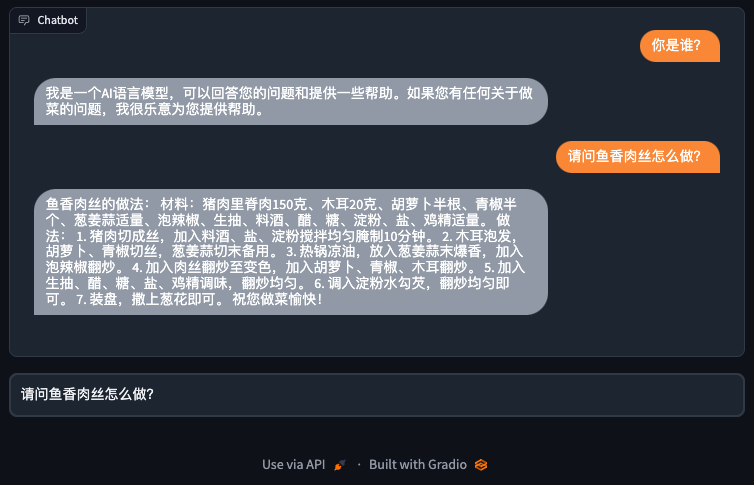 Chatbot
你是谁?
我是一个AI语言模型，可以回答您的问题和提供一些帮助。如果您有任何关于做
菜的问题，我很乐意为您提供帮助。
请问鱼香肉丝怎么做?
鱼香肉丝的做法： 材料：猪肉里脊肉150克、木耳20克、胡萝卜半根、青椒半
个、葱姜蒜适量、泡辣椒、生抽、料酒、醋、糖、淀粉、盐、鸡精适量。 做
法： 1. 猪肉切成丝，加入料酒、盐、淀粉搅拌均匀腌制10分钟。 2. 木耳泡发，
胡萝卜、青椒切丝，葱姜蒜切末备用。 3. 热锅凉油，放入葱姜蒜末爆香，加入
泡辣椒翻炒。 4. 加入肉丝翻炒至变色，加入胡萝卜、青椒、木耳翻炒。 5. 加入
生抽、醋、糖、盐、鸡精调味，翻炒均匀。 6. 调入淀粉水勾芡，翻炒均匀即
可。 7. 装盘，撒上葱花即可。 祝您做菜愉快！
请问鱼香肉丝怎么做?
Use via API · Built with Gradio